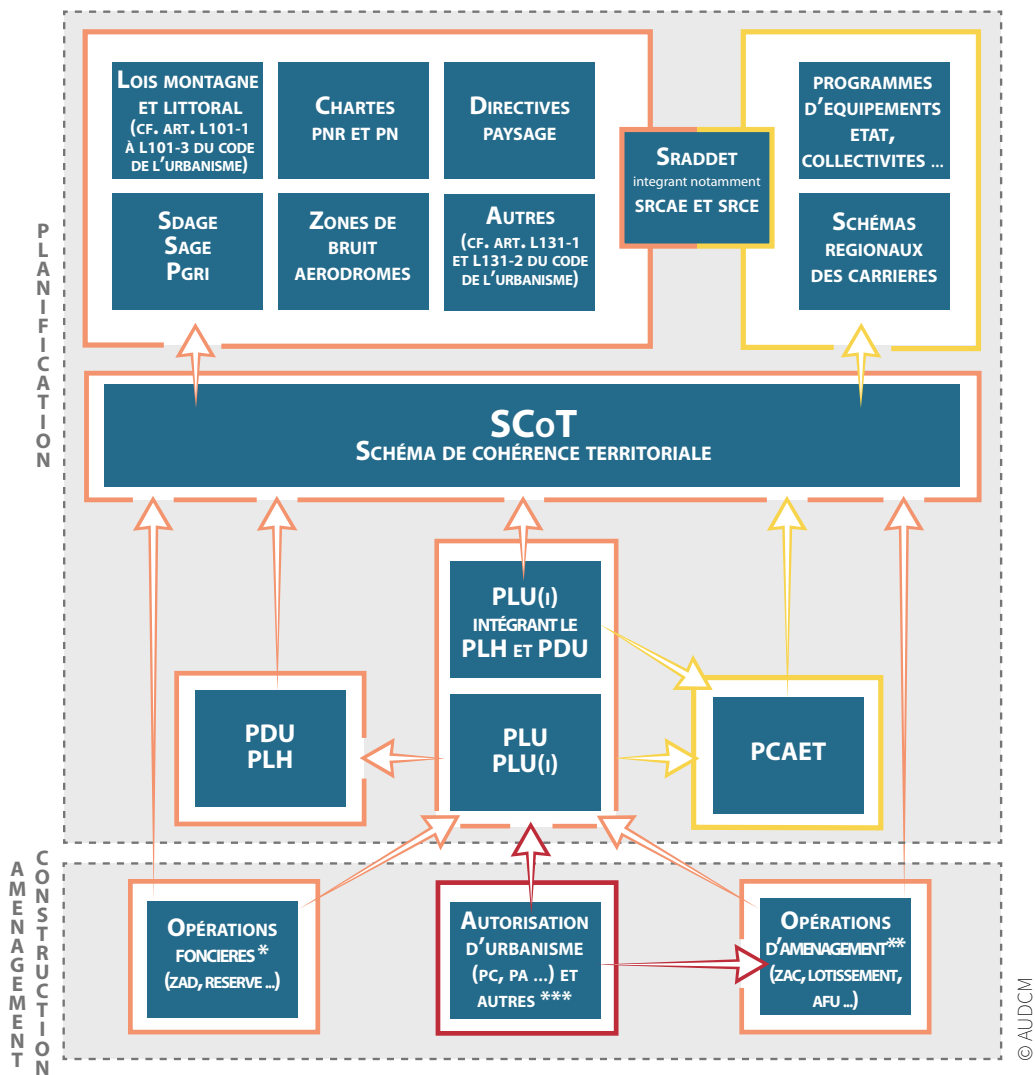 PLANIFICATION
LOIS MONTAGNE
ET LITTORAL
(CF. ART. L101-1
À L101-3 DU CODE
DE L'URBANISME)
CHARTES
PNR ET PN
DIRECTIVES
PAYSAGE
SRADDET
integrant notamment
SRCAE ET SRCE
PROGRAMMES
D'EQUIPEMENTS
ETAT,
COLLECTIVITES ...
SDAGE
SAGE
PGRI
ZONES DE
BRUIT
AERODROMES
AUTRES
(CF. ART. L131-1
ET L131-2 DU CODE
DE L'URBANISME)
SCHÉMAS
REGIONAUX
DES CARRIERES
SCOT
SCHÉMA DE COHÉRENCE TERRITORIALE
PLU(I)
INTÉGRANT LE
PLH ET PDU
PDU
PLH
PLU
PLU(I)
PCAET
AMENAGEMENT
CONSTRUCTION
OPÉRATIONS
FONCIERES *
(ZAD, RESERVE ...)
AUTORISATION
D'URBANISME
(PC, PA ...) ET
AUTRES ***
OPÉRATIONS
D'AMENAGEMENT**
(ZAC, LOTISSEMENT,
AFU ...)
© AUDCM